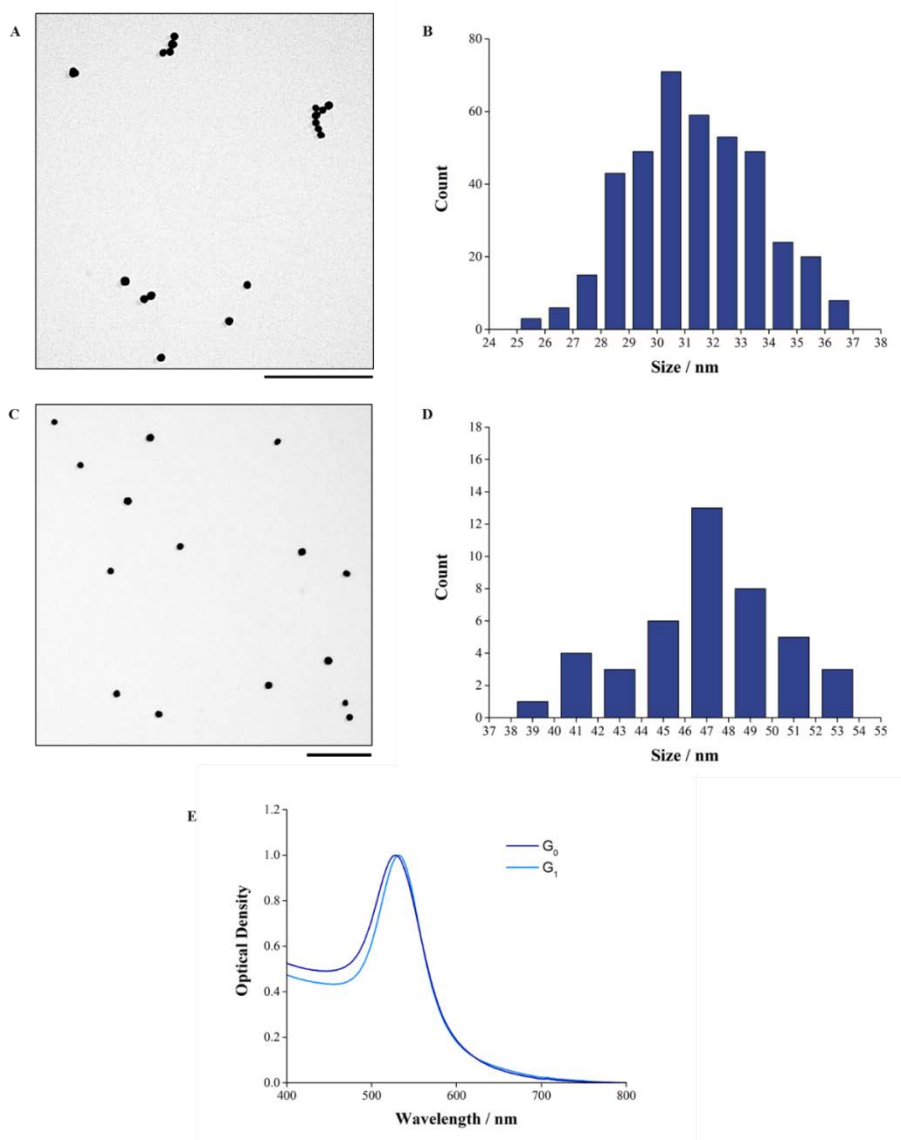 A
B
80
60
40
20
0
Count
24 25 26 27 28 29 30 31 32 33 34 35 36 37 38
Size / nm
C
D
18
16
14
12
10
8
6
4
2
0
Count
37 38 39 40 41 42 43 44 45 46 47 48 49 50 51 52 53 54 55
Size / nm
E
1.2
1.0
0.8
0.6
0.4
0.2
0.0
Optical Density
G₀
G₁
400 500 600 700 800
Wavelength / nm